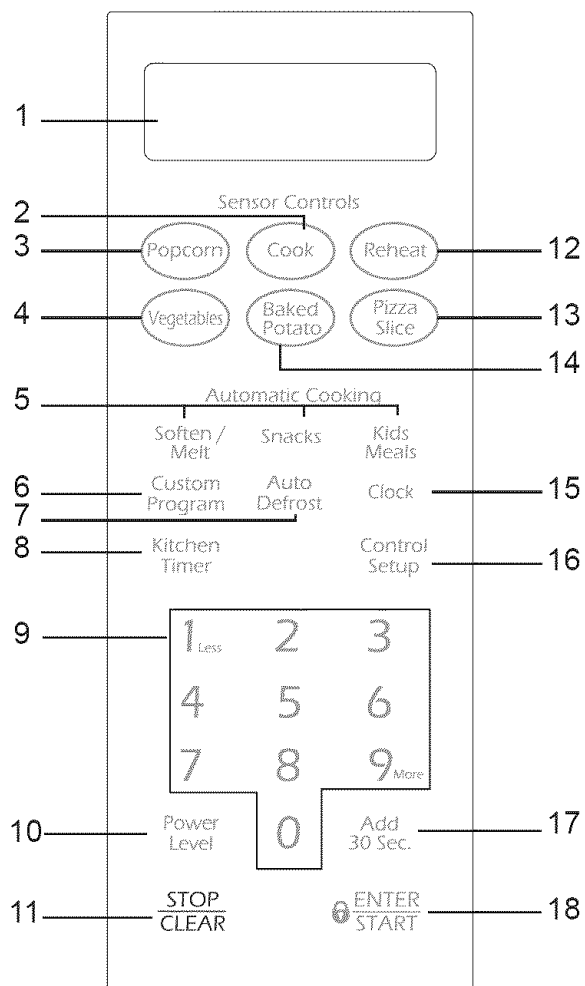 1
Sensor Controls
2
3 Popcorn Cook Reheat 12
4 Vegetables Baked Potato Pizza Slice 13
14
5 Automatic Cooking
Soften / Melt Snacks Kids Meals
6 Custom Program Auto Defrost Clock 15
7
8 Kitchen Timer Control Setup 16
9 1 Less 2 3
4 5 6
7 8 9 More
10 Power Level 0 Add 30 Sec. 17
11 STOP CLEAR ENTER START 18